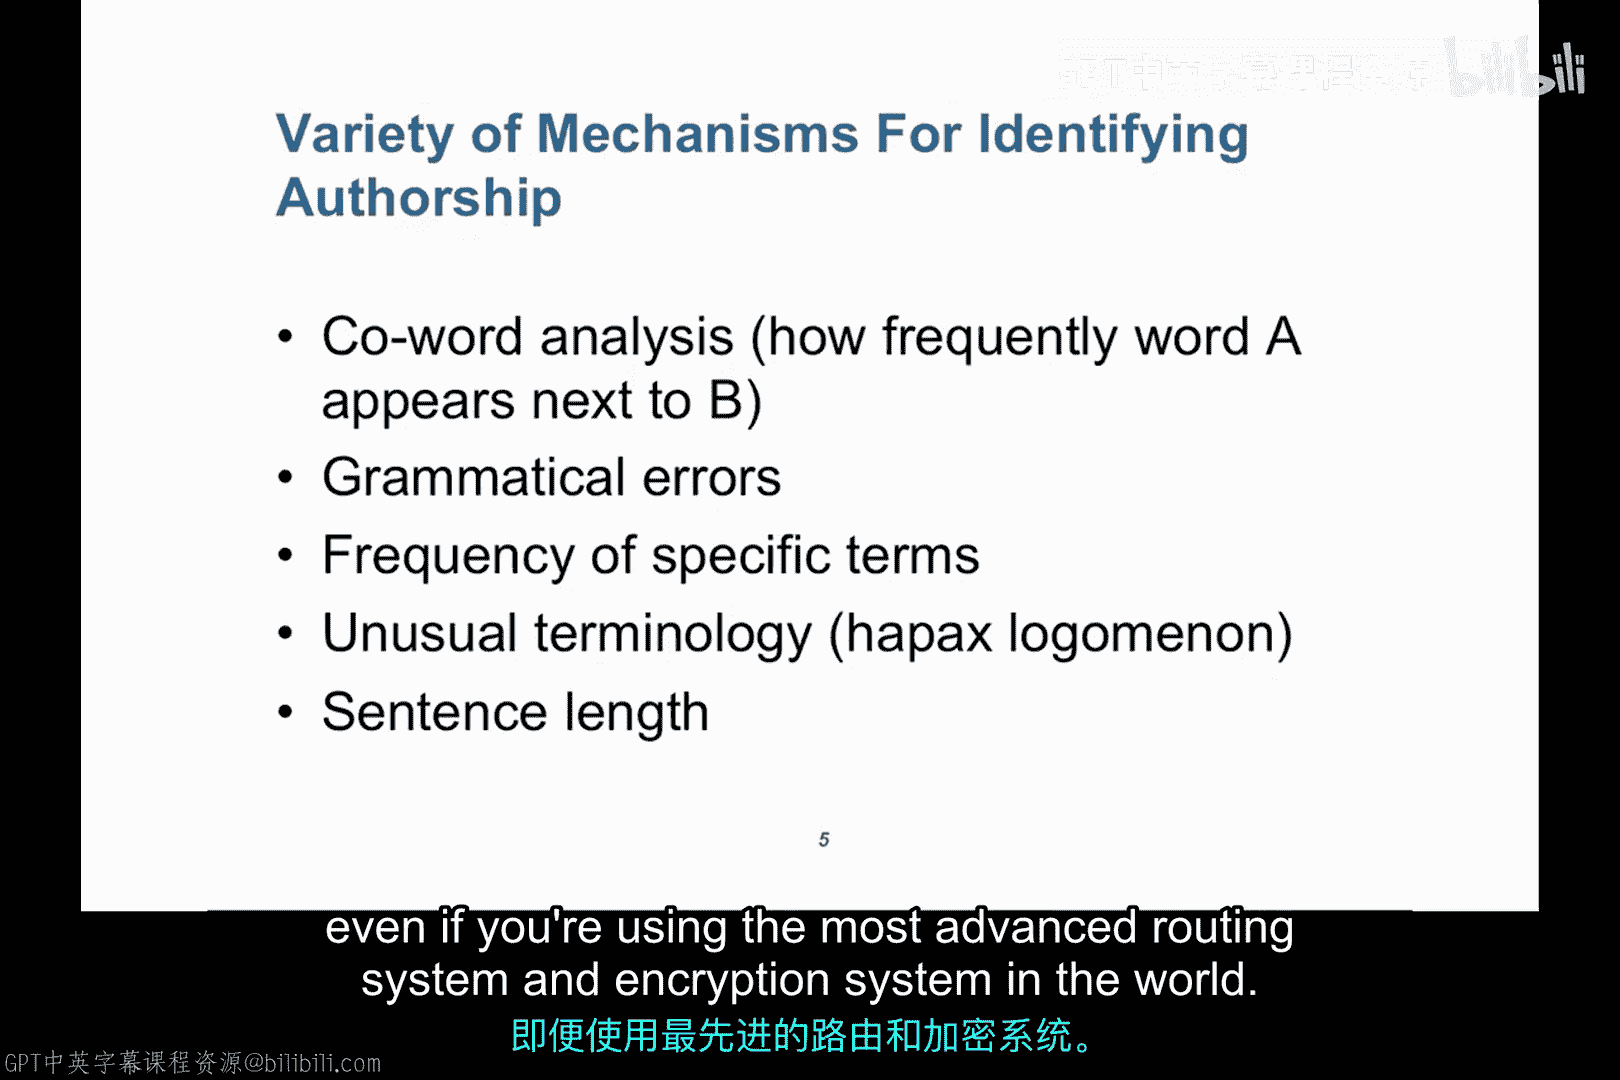 bilibili
Variety of Mechanisms For Identifying
Authorship
• Co-word analysis (how frequently word A
appears next to B)
• Grammatical errors
• Frequency of specific terms
• Unusual terminology (hapax logomenon)
• Sentence length
5
even if you're using the most advanced routing
system and encryption system in the world.
即便使用最先进的路由和加密系统。
GPT中英字幕课程资源@bilibili.com